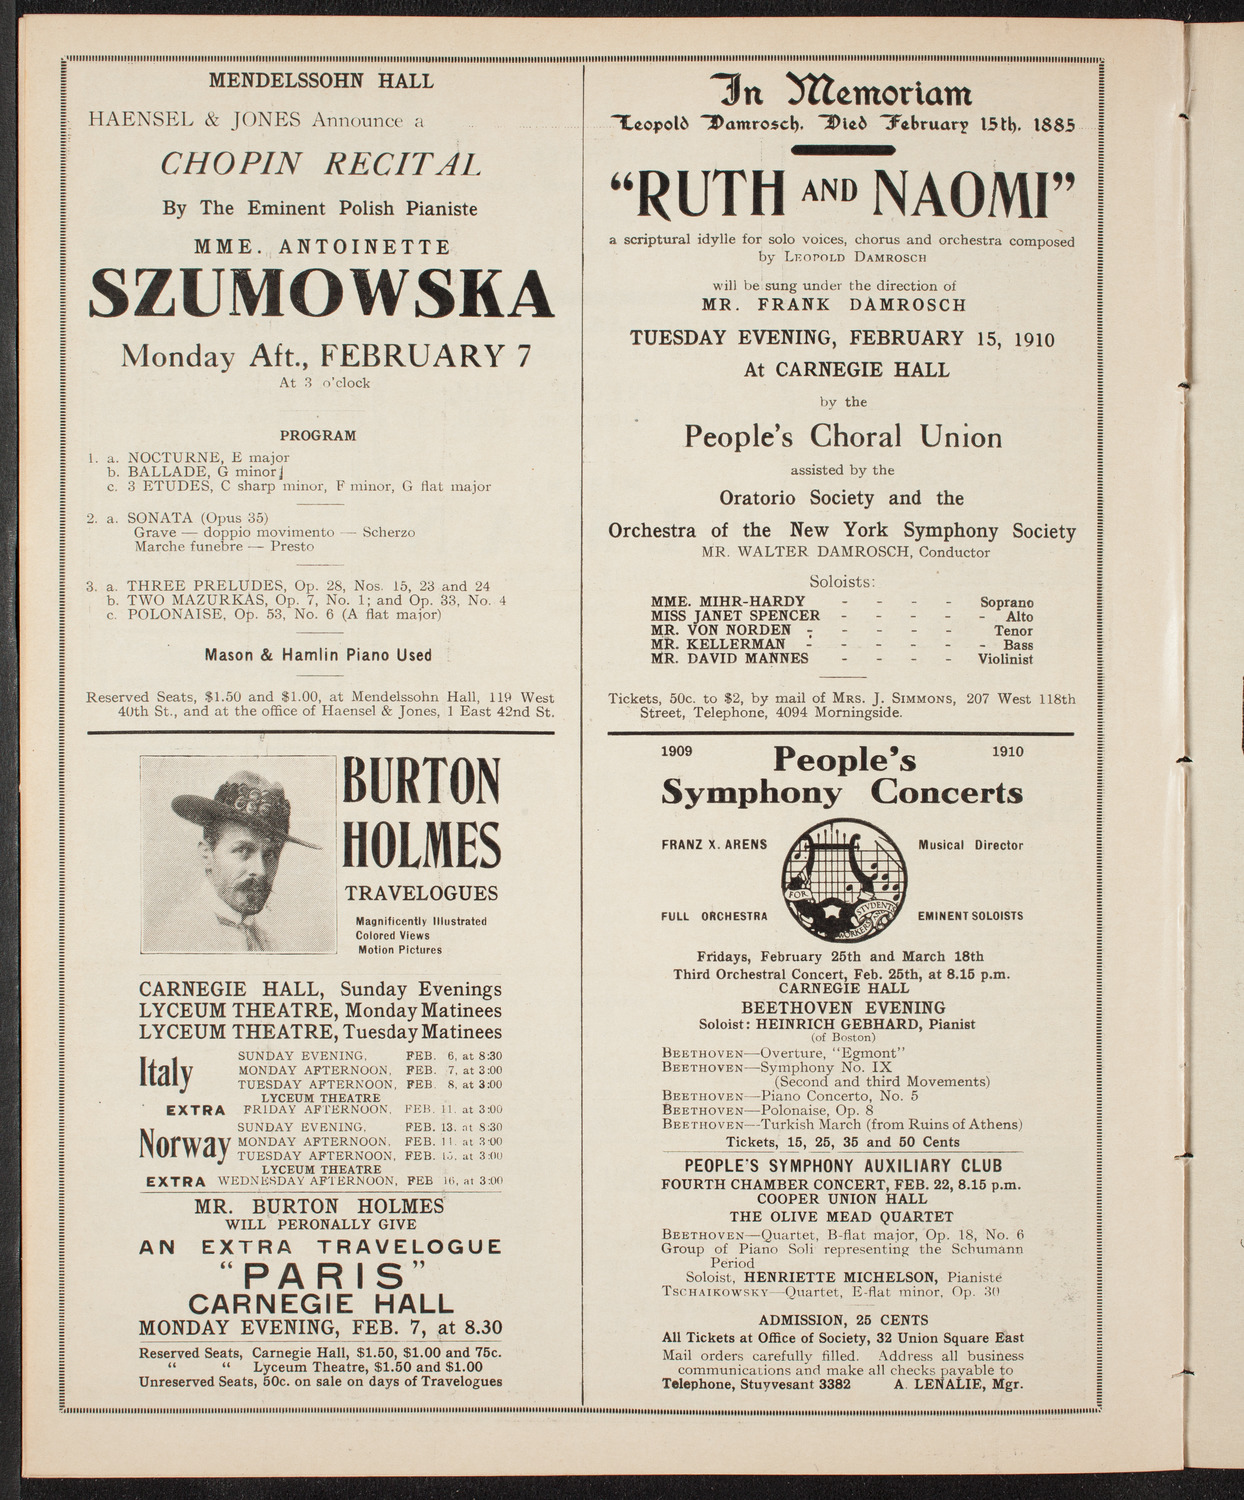 MENDELSSOHN HALL
HAENSEL & JONES Announce a
CHOPIN RECITAL
By The Eminent Polish Pianiste
MME. ANTOINETTE
SZUMOWSKA
Monday Aft., FEBRUARY 7
At 3 o'clock
PROGRAM
1. a. NOCTURNE, E major
b. BALLADE, G minor
c. 3 ETUDES, C sharp minor, F minor, G flat major
2. a. SONATA (Opus 35)
Grave — doppio movimento — Scherzo
Marche funebre — Presto
3. a. THREE PRELUDES, Op. 28, Nos. 15, 23 and 24
b. TWO MAZURKAS, Op. 7, No. 1; and Op. 33, No. 4
c. POLONAISE, Op. 53, No. 6 (A flat major)
Mason & Hamlin Piano Used
Reserved Seats, $1.50 and $1.00, at Mendelssohn Hall, 119 West
40th St., and at the office of Haensel & Jones, 1 East 42nd St.
BURTON
HOLMES
TRAVELOGUES
Magnificently Illustrated
Colored Views
Motion Pictures
CARNEGIE HALL, Sunday Evenings
LYCEUM THEATRE, Monday Matinees
LYCEUM THEATRE, Tuesday Matinees
Italy
SUNDAY EVENING, FEB. 6, at 8:30
MONDAY AFTERNOON, FEB. 7, at 3:00
TUESDAY AFTERNOON, FEB. 8, at 3:00
LYCEUM THEATRE
EXTRA FRIDAY AFTERNOON, FEB. 11, at 3:00
Norway
SUNDAY EVENING, FEB. 13, at 8:30
MONDAY AFTERNOON, FEB. 11, at 3:00
TUESDAY AFTERNOON, FEB. 15, at 3:00
LYCEUM THEATRE
EXTRA WEDNESDAY AFTERNOON, FEB 16, at 3:00
MR. BURTON HOLMES
WILL PERONALLY GIVE
AN EXTRA TRAVELOGUE
"PARIS"
CARNEGIE HALL
MONDAY EVENING, FEB. 7, at 8.30
Reserved Seats, Carnegie Hall, $1.50, $1.00 and 75c.
" " Lyceum Theatre, $1.50 and $1.00
Unreserved Seats, 50c. on sale on days of Travelogues
In Memoriam
Leopold Damrosch. Died February 15th. 1885
"RUTH AND NAOMI"
a scriptural idylle for solo voices, chorus and orchestra composed
by LEOPOLD DAMROSCH
will be sung under the direction of
MR. FRANK DAMROSCH
TUESDAY EVENING, FEBRUARY 15, 1910
At CARNEGIE HALL
by the
People's Choral Union
assisted by the
Oratorio Society and the
Orchestra of the New York Symphony Society
MR. WALTER DAMROSCH, Conductor
Soloists:
MME. MIHR-HARDY - - - - Soprano
MISS JANET SPENCER - - - - - Alto
MR. VON NORDEN - - - - - Tenor
MR. KELLERMAN - - - - - - Bass
MR. DAVID MANNES - - - - Violinist
Tickets, 50c. to $2, by mail of MRS. J. SIMMONS, 207 West 118th
Street, Telephone, 4094 Morningside.
1909 People's 1910
Symphony Concerts
FRANZ X. ARENS Musical Director
FOR STUDENTS AND WORKERS
FULL ORCHESTRA EMINENT SOLOISTS
Fridays, February 25th and March 18th
Third Orchestral Concert, Feb. 25th, at 8.15 p.m.
CARNEGIE HALL
BEETHOVEN EVENING
Soloist: HEINRICH GEBHARD, Pianist
(of Boston)
BEETHOVEN—Overture, "Egmont"
BEETHOVEN—Symphony No. IX
(Second and third Movements)
BEETHOVEN—Piano Concerto, No. 5
BEETHOVEN—Polonaise, Op. 8
BEETHOVEN—Turkish March (from Ruins of Athens)
Tickets, 15, 25, 35 and 50 Cents
PEOPLE'S SYMPHONY AUXILIARY CLUB
FOURTH CHAMBER CONCERT, FEB. 22, 8.15 p.m.
COOPER UNION HALL
THE OLIVE MEAD QUARTET
BEETHOVEN—Quartet, B-flat major, Op. 18, No. 6
Group of Piano Soli representing the Schumann
Period
Soloist, HENRIETTE MICHELSON, Pianiste
TSCHAIKOWSKY—Quartet, E-flat minor, Op. 30
ADMISSION, 25 CENTS
All Tickets at Office of Society, 32 Union Square East
Mail orders carefully filled. Address all business
communications and make all checks payable to
Telephone, Stuyvesant 3382 A. LENALIE, Mgr.